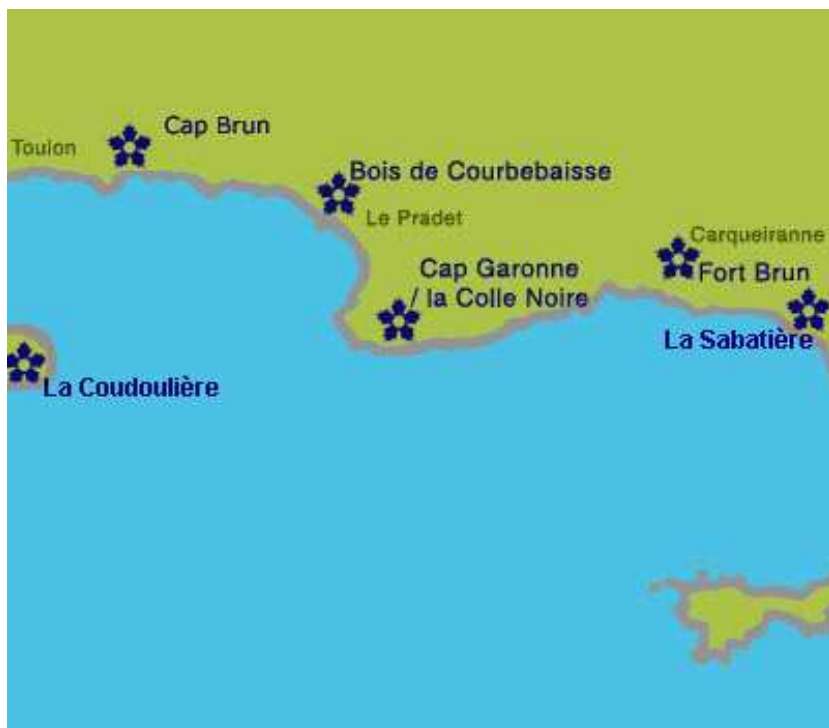 Cap Brun
Toulon
Bois de Courbebaisse
Le Pradet
Carqueiranne
Cap Garonne
/ la Colle Noire
Fort Brun
La Sabatière
La Coudoulière